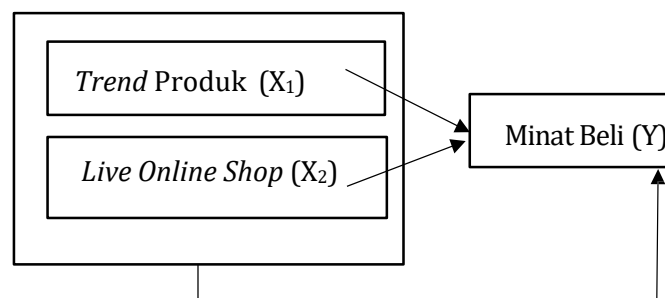 Trend Produk (X₁)
Minat Beli (Y)
Live Online Shop (X₂)